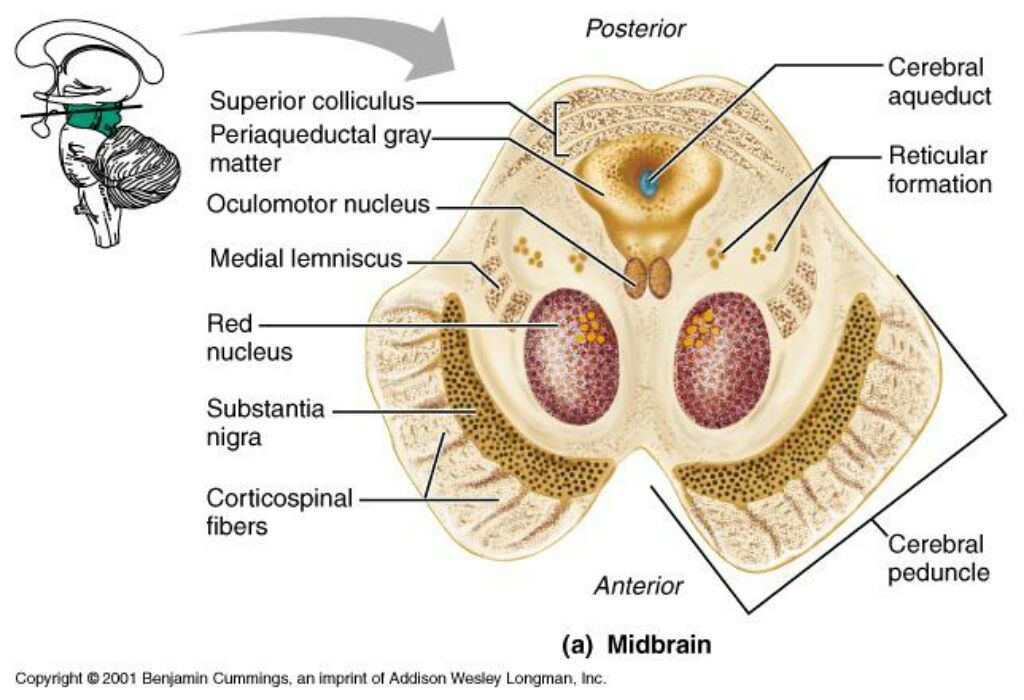 Posterior
Superior colliculus
Periaqueductal gray
matter
Oculomotor nucleus
Medial lemniscus
Red
nucleus
Substantia
nigra
Corticospinal
fibers
Cerebral
aqueduct
Reticular
formation
Cerebral
peduncle
Anterior
(a) Midbrain
Copyright © 2001 Benjamin Cummings, an imprint of Addison Wesley Longman, Inc.